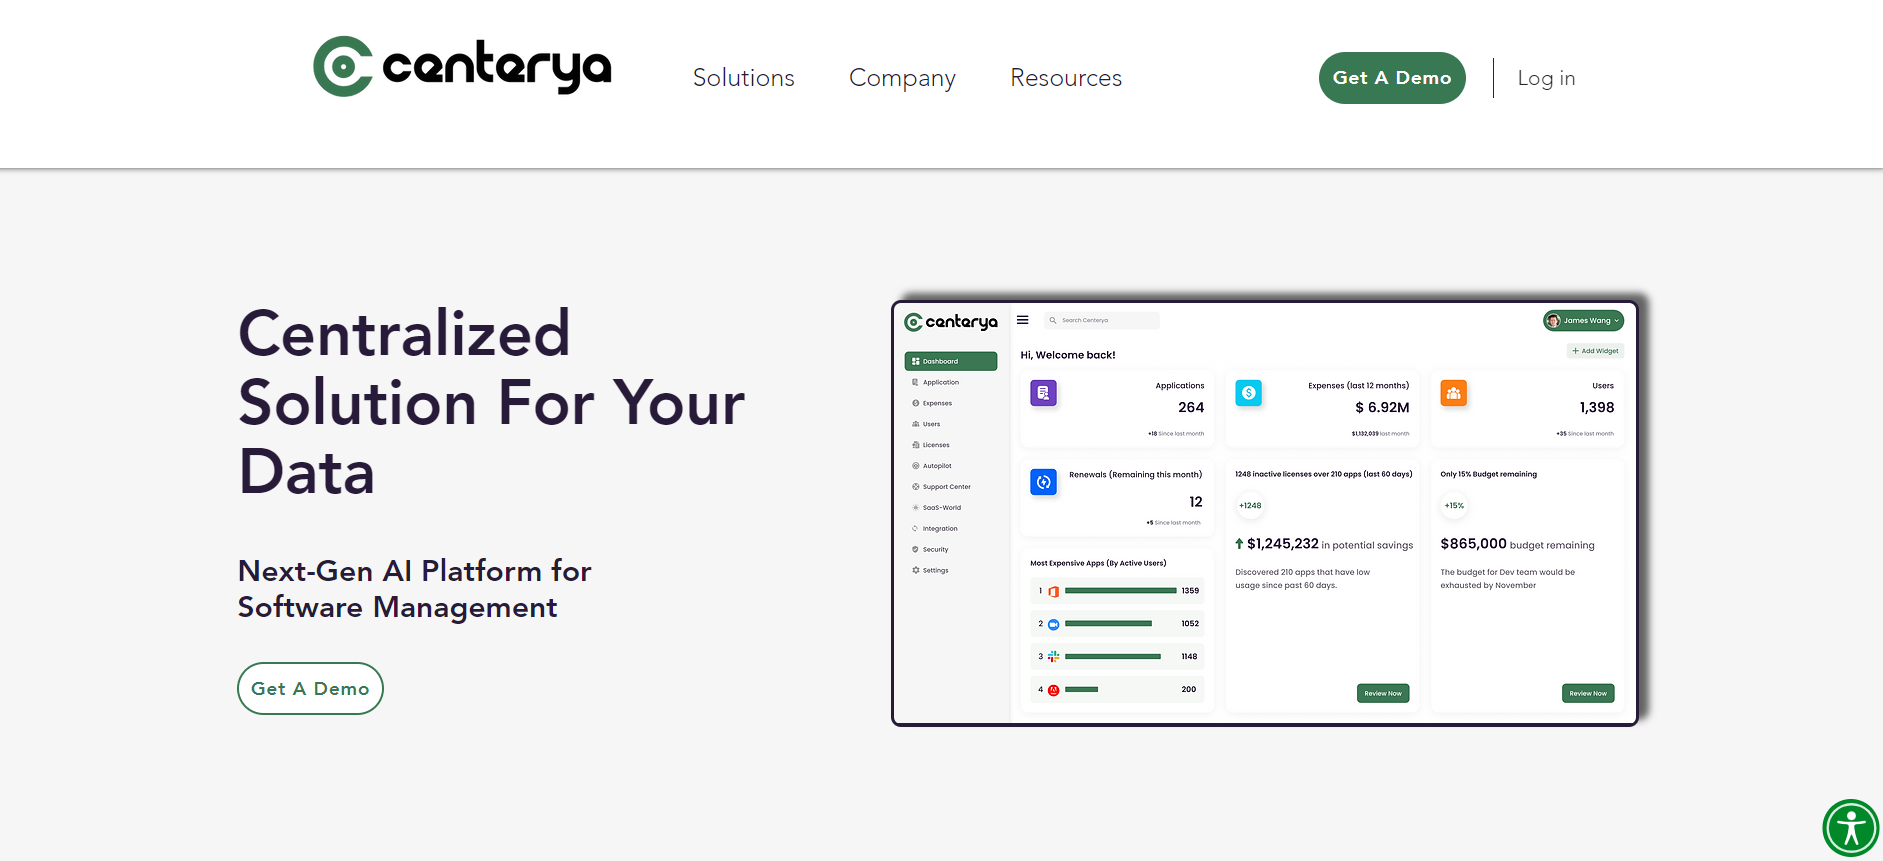 centerya
Solutions
Company
Resources
Get A Demo
Log in
Centralized
Solution For Your
Data
Next-Gen AI Platform for
Software Management
Get A Demo
centerya
Search Centerya
James Wang
Hi, Welcome back!
+ Add Widget
Dashboard
Application
Expenses
Users
Licenses
Autopilot
Support Center
SaaS-World
Integration
Security
Settings
Applications
264
+18 Since last month
Expenses (last 12 months)
$ 6.92M
$1,132,039 last month
Users
1,398
+35 Since last month
Renewals (Remaining this month)
12
+5 Since last month
1248 inactive licenses over 210 apps (last 60 days)
+1248
$1,245,232 in potential savings
Discovered 210 apps that have low
usage since past 60 days.
Review Now
Only 15% Budget remaining
+15%
$865,000 budget remaining
The budget for Dev team would be
exhausted by November
Review Now
Most Expensive Apps (By Active Users)
1 1359
2 1052
3 1148
4 200